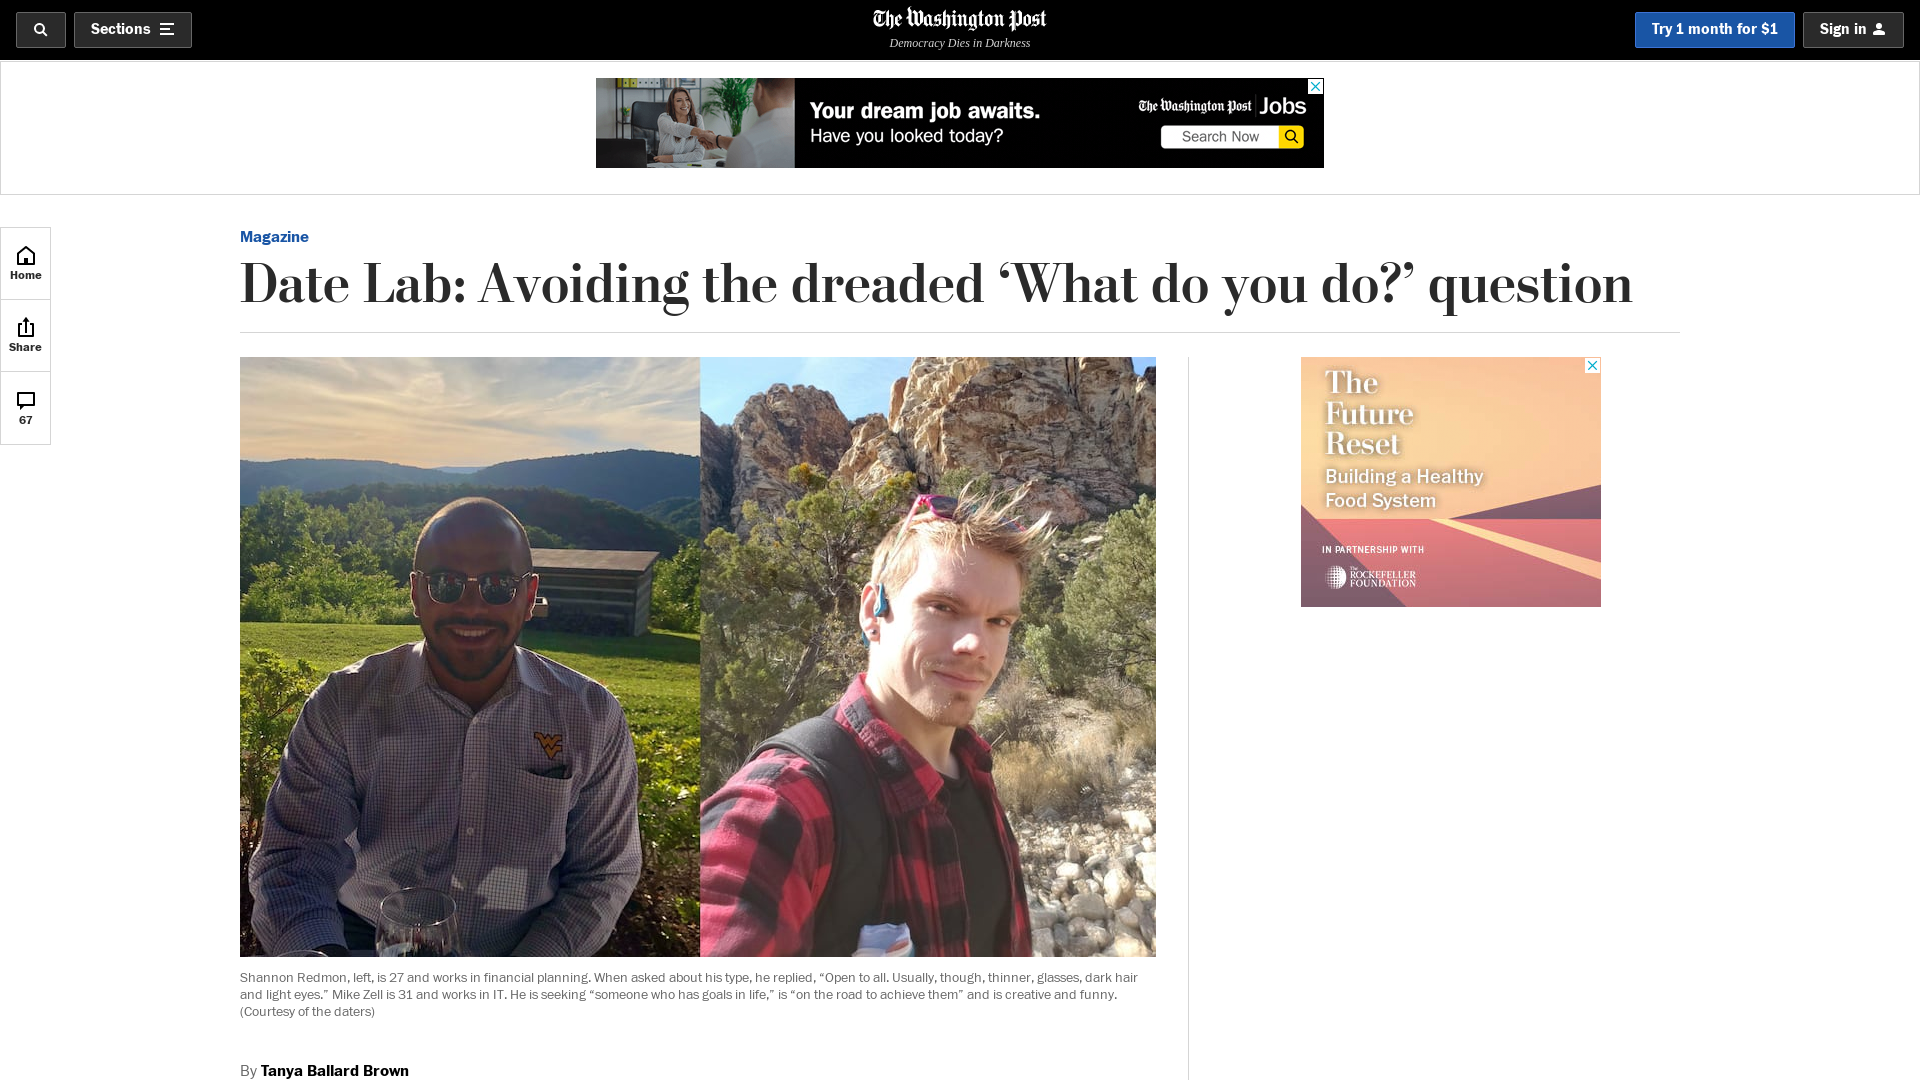 Sections
The Washington Post
Democracy Dies in Darkness
Try 1 month for $1
Sign in
Your dream job awaits.
Have you looked today?
The Washington Post
Jobs
Search Now
Home
Share
67
Magazine
Date Lab: Avoiding the dreaded ‘What do you do?’ question
WV
The
Future
Reset
Building a Healthy
Food System
IN PARTNERSHIP WITH
The
ROCKEFELLER
FOUNDATION
Shannon Redmon, left, is 27 and works in financial planning. When asked about his type, he replied, “Open to all. Usually, though, thinner, glasses, dark hair
and light eyes.” Mike Zell is 31 and works in IT. He is seeking “someone who has goals in life,” is “on the road to achieve them” and is creative and funny.
(Courtesy of the daters)
By Tanya Ballard Brown